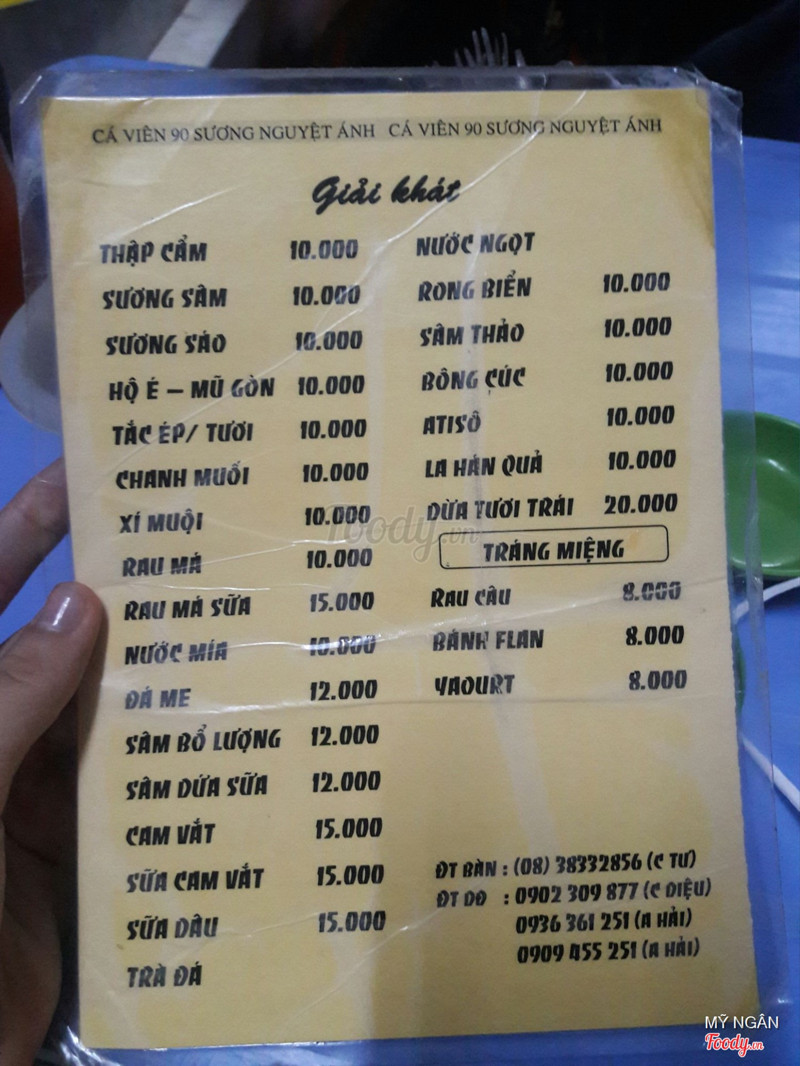 CÁ VIÊN 90 SƯƠNG NGUYỆT ÁNH CÁ VIÊN 90 SƯƠNG NGUYỆT ÁNH
Giải khát
THẬP CẨM 10.000
SƯƠNG SÂM 10.000
SƯƠNG SÁO 10.000
HỘ É – MŨ GÒN 10.000
TẮC ÉP/ TƯƠI 10.000
CHANH MUỐI 10.000
XÍ MUỘI 10.000
RAU MÁ 10.000
RAU MÁ SỮA 15.000
NƯỚC MÍA 10.000
ĐÁ ME 12.000
SÂM BỔ LƯỢNG 12.000
SÂM DỨA SỮA 12.000
CAM VẮT 15.000
SỮA CAM VẮT 15.000
SỮA DÂU 15.000
TRÀ ĐÁ
NƯỚC NGỌT
RONG BIỂN 10.000
SÂM THẢO 10.000
BÔNG CÚC 10.000
ATISÔ 10.000
LA HÁN QUẢ 10.000
DỪA TƯƠI TRÁI 20.000
TRÁNG MIỆNG
RAU CÂU 8.000
BÁNH FLAN 8.000
YAOURT 8.000
ĐT BÀN : (08) 38332856 (C TƯ)
ĐT DĐ : 0902 309 877 (C DIỆU)
0936 361 251 (A HẢI)
0909 455 251 (A HẢI)
Foody.vn
MỸ NGÂN
Foody.vn